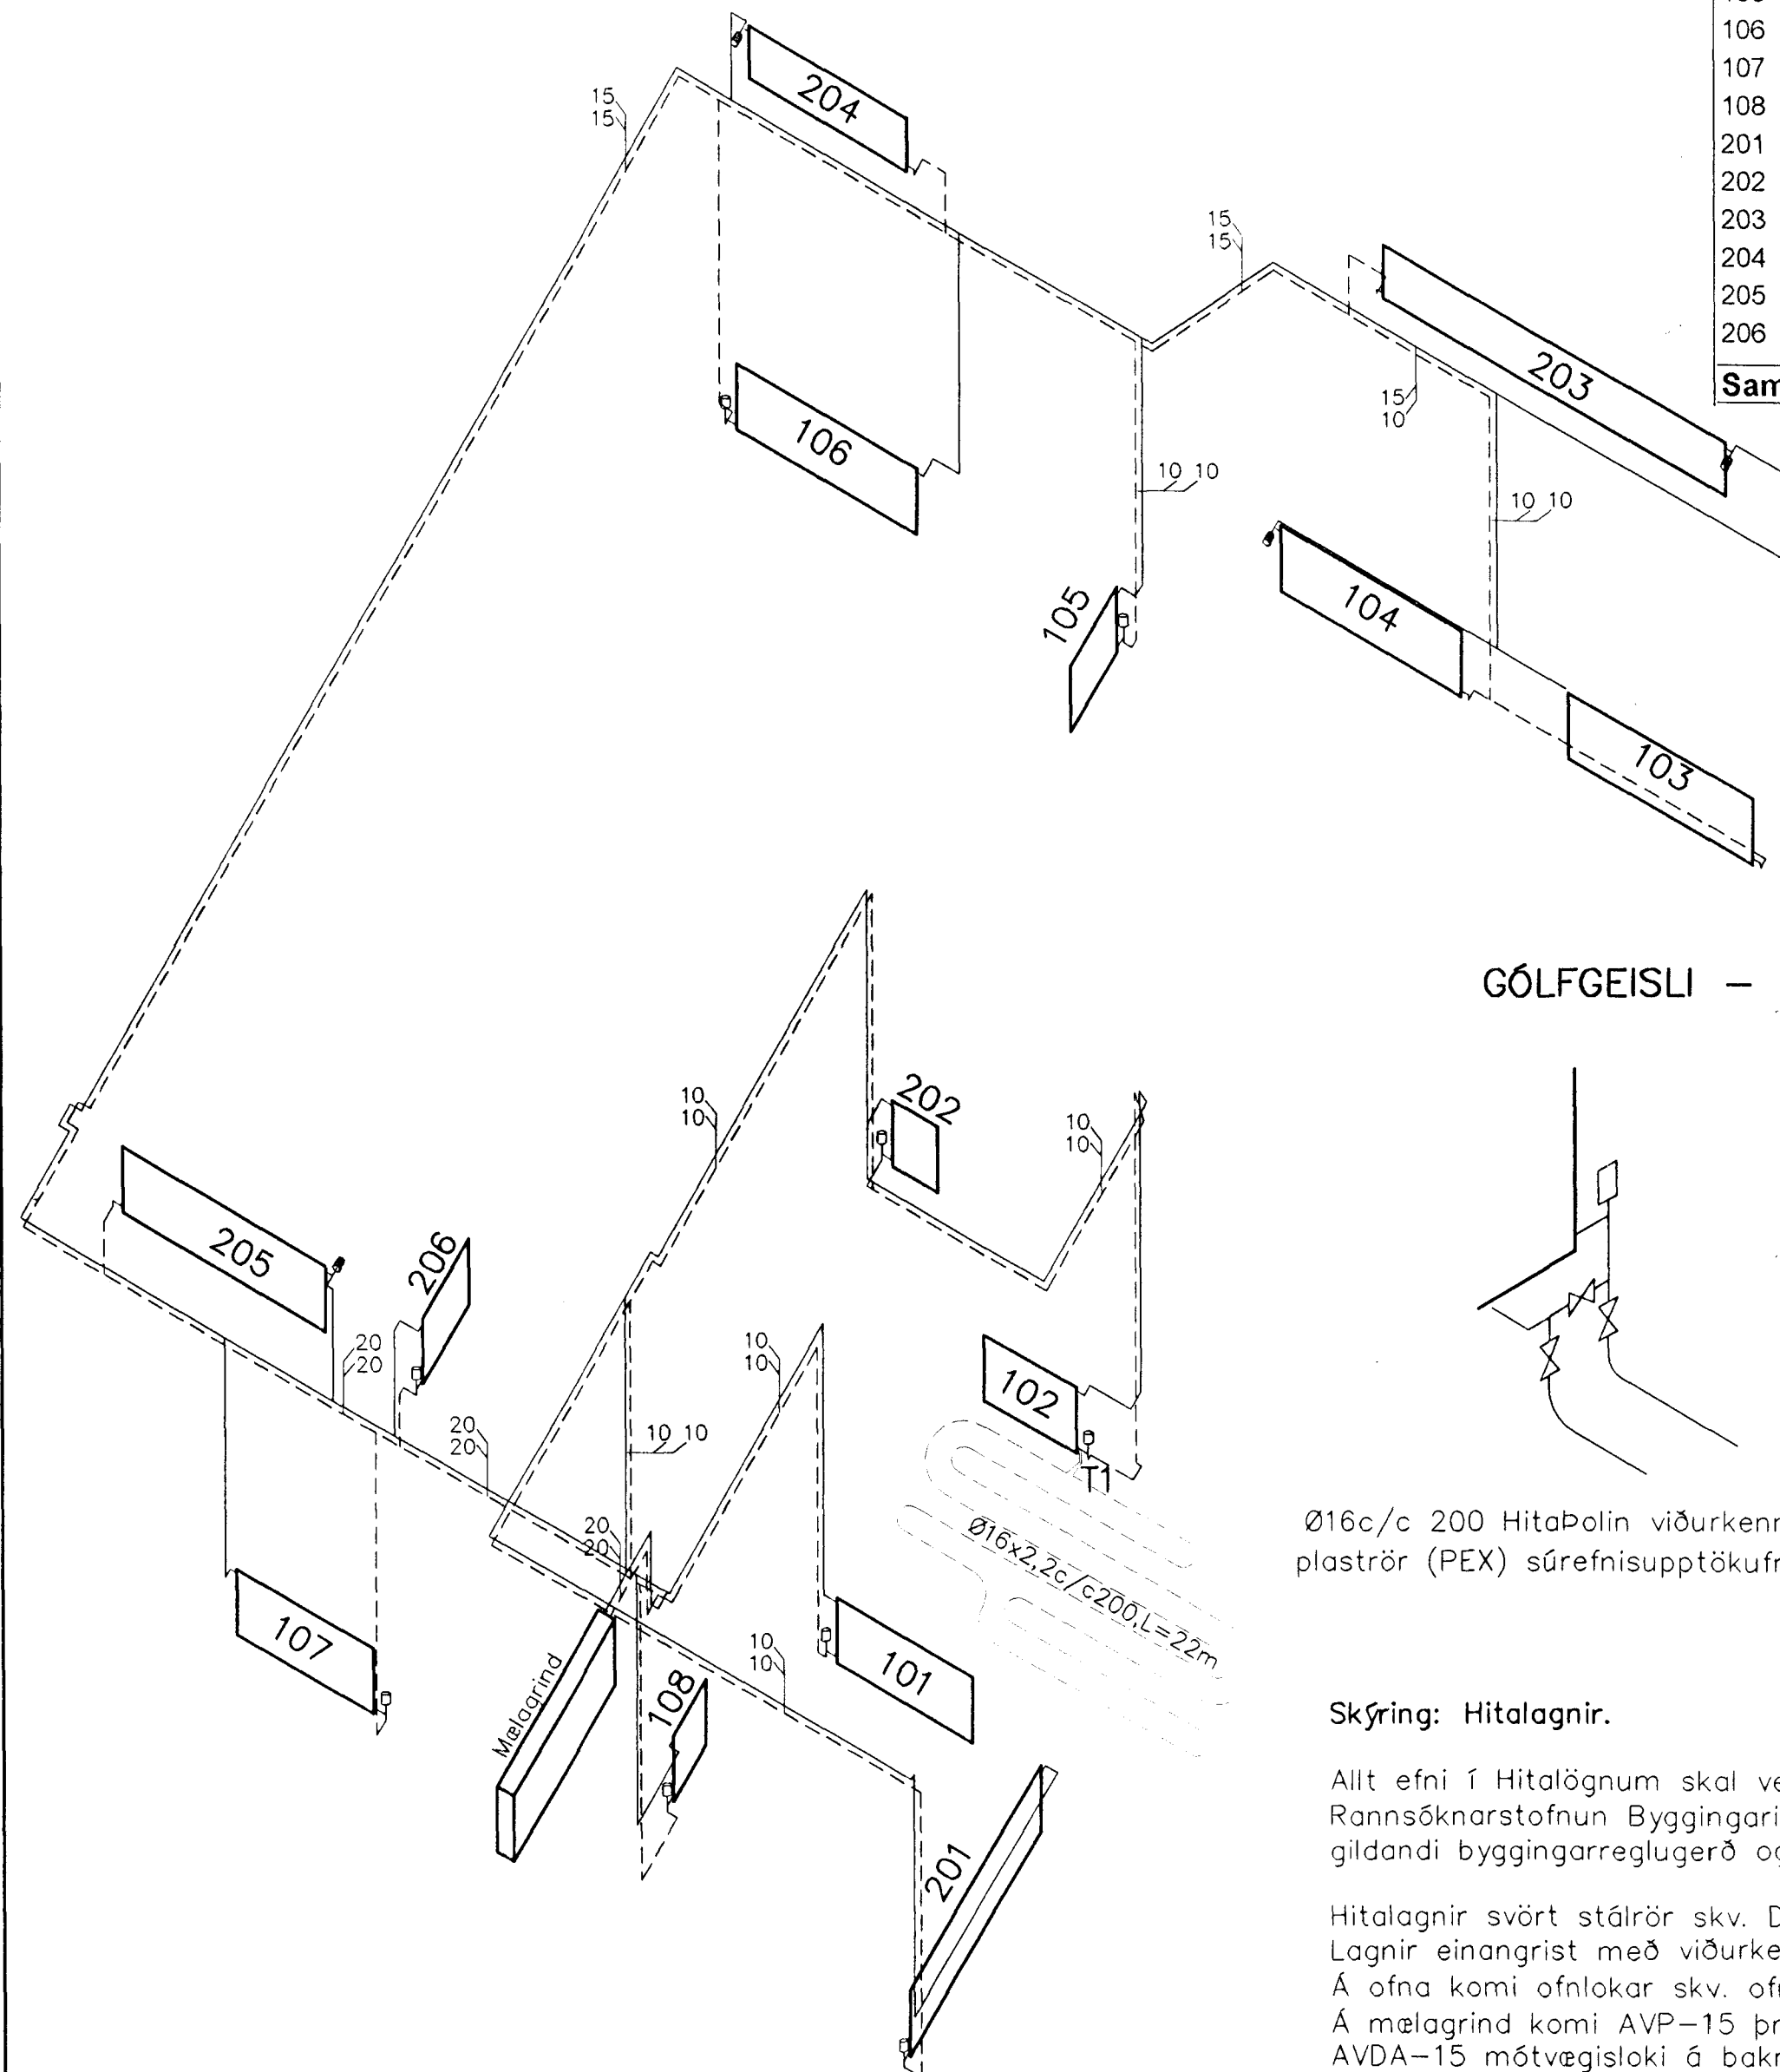 106
107
108
201
202
203
204
205
206
Sam
204
15
15
15
15
203
15
10
106
10 10
10 10
105
104
103
GÓLFGEISLI –
10
10
202
10
10
205
206
20
20
10
10
102
20
20
10 10
T1
20
20
Ø16x2,2c/c200,L=22m
Ø16c/c 200 Hitaþolin viðurkenn
plaströr (PEX) súrefnisupptökufr
107
Mælagrind
108
10
10
101
201
Skýring: Hitalagnir.
Allt efni í Hitalögnum skal ve
Rannsóknarstofnun Byggingari
gildandi byggingarreglugerð og
Hitalagnir svört stálrör skv. D
Lagnir einangrist með viðurke
Á ofna komi ofnlokar skv. ofn
Á mælagrind komi AVP–15 þr
AVDA–15 mótvægisloki á bakr